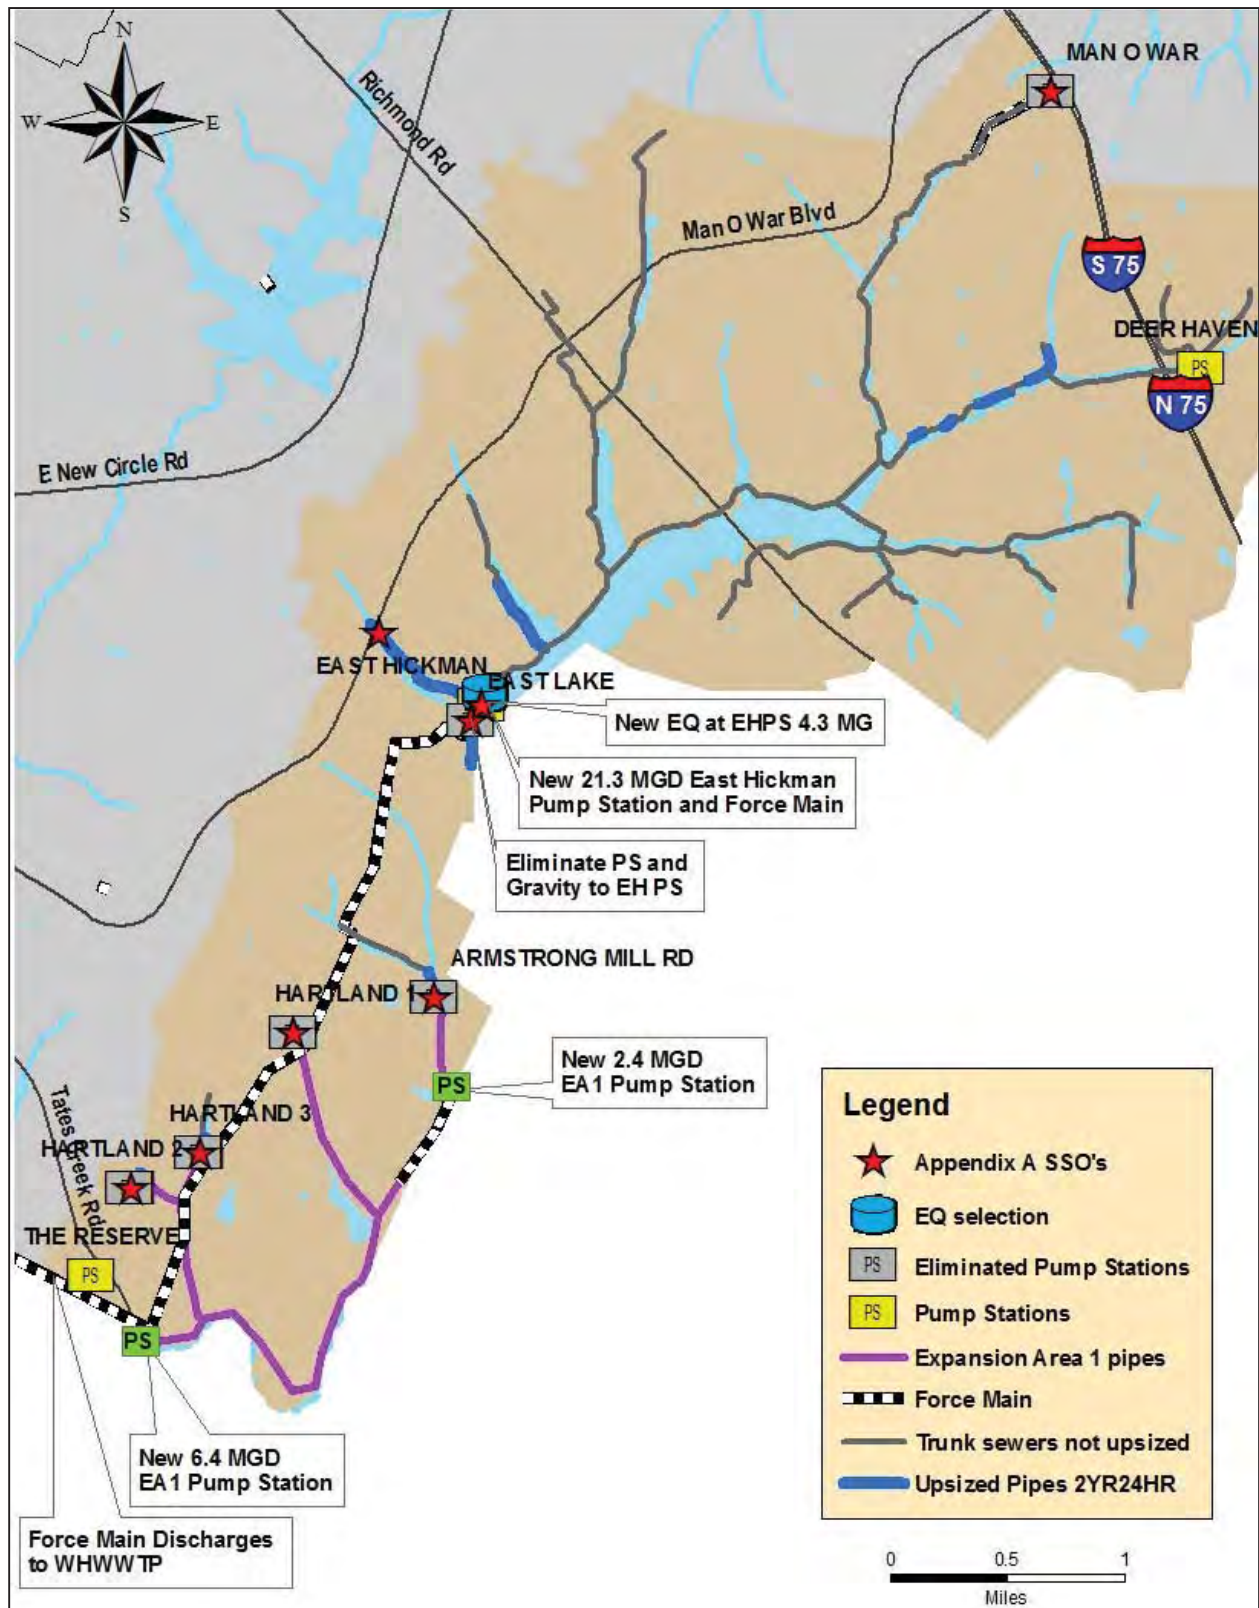 N
W
E
S
MAN O WAR
Richmond Rd
Man O War Blvd
S 75
DEER HAVEN
PS
N 75
E New Circle Rd
EAST HICKMAN
EAST LAKE
New EQ at EHPS 4.3 MG
New 21.3 MGD East Hickman
Pump Station and Force Main
Eliminate PS and
Gravity to EH PS
ARMSTRONG MILL RD
HARTLAND 1
New 2.4 MGD
EA1 Pump Station
PS
HARTLAND 3
HARTLAND 2
Tates Creek Rd
THE RESERVE
PS
PS
New 6.4 MGD
EA1 Pump Station
Force Main Discharges
to WHWWTP
Legend
Appendix A SSO's
EQ selection
PS Eliminated Pump Stations
PS Pump Stations
Expansion Area 1 pipes
Force Main
Trunk sewers not upsized
Upsized Pipes 2YR24HR
0 0.5 1
Miles